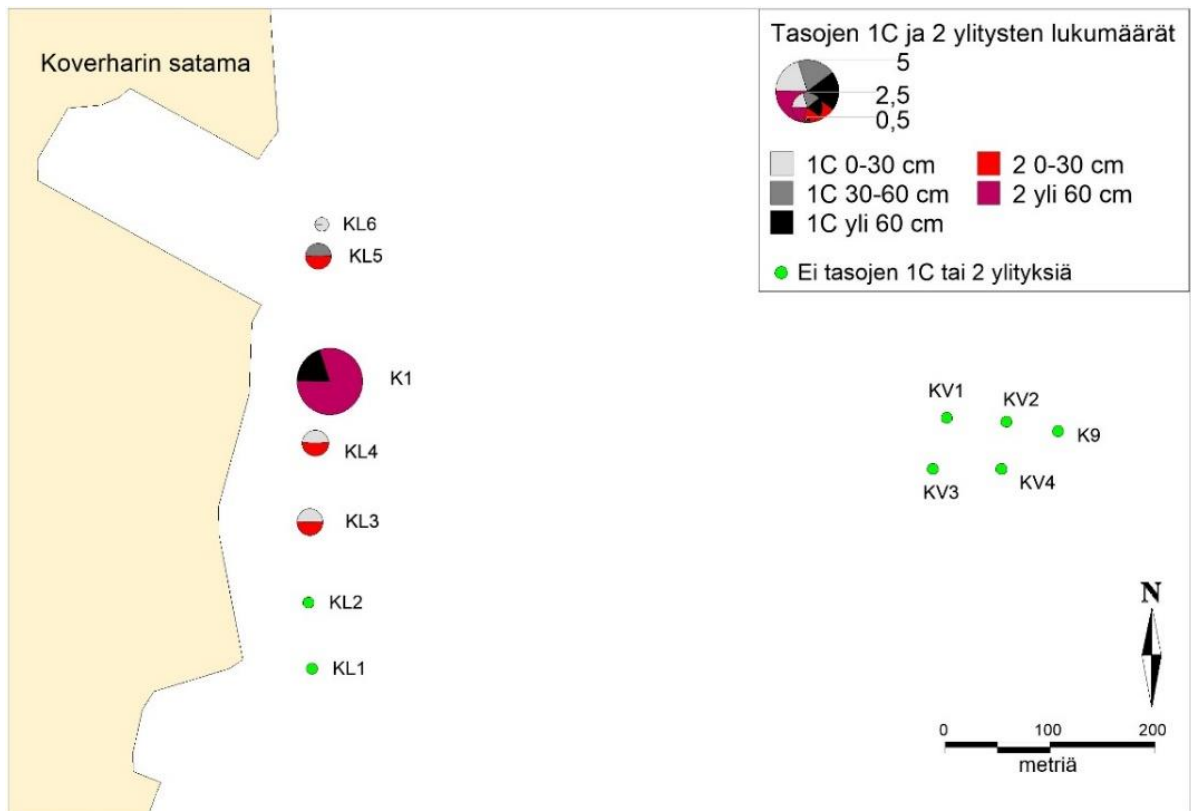 Koverharin satama
Tasojen 1C ja 2 ylitysten lukumäärät
5
2,5
0,5
1C 0-30 cm
2 0-30 cm
1C 30-60 cm
2 yli 60 cm
1C yli 60 cm
Ei tasojen 1C tai 2 ylityksiä
KL6
KL5
K1
KL4
KL3
KL2
KL1
KV1
KV2
K9
KV3
KV4
N
0 100 200
metriä